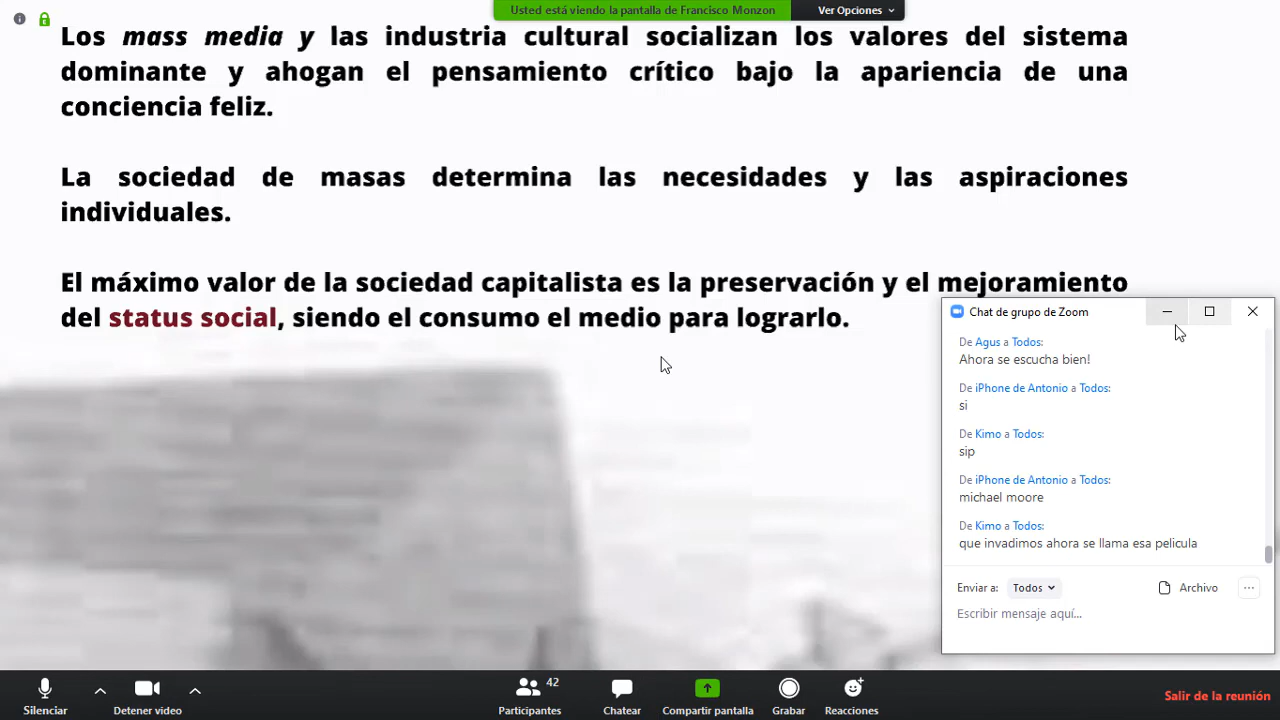 Usted está viendo la pantalla de Francisco Monzon
Ver Opciones
Los mass media y las industria cultural socializan los valores del sistema
dominante y ahogan el pensamiento crítico bajo la apariencia de una
conciencia feliz.
La sociedad de masas determina las necesidades y las aspiraciones
individuales.
El máximo valor de la sociedad capitalista es la preservación y el mejoramiento
del status social, siendo el consumo el medio para lograrlo.
Chat de grupo de Zoom
De Agus a Todos:
Ahora se escucha bien!
De iPhone de Antonio a Todos:
si
De Kimo a Todos:
sip
De iPhone de Antonio a Todos:
michael moore
De Kimo a Todos:
que invadimos ahora se llama esa pelicula
Enviar a: Todos
Archivo
Escribir mensaje aquí...
Silenciar
Detener video
Participantes
42
Chatear
Compartir pantalla
Grabar
Reacciones
Salir de la reunión